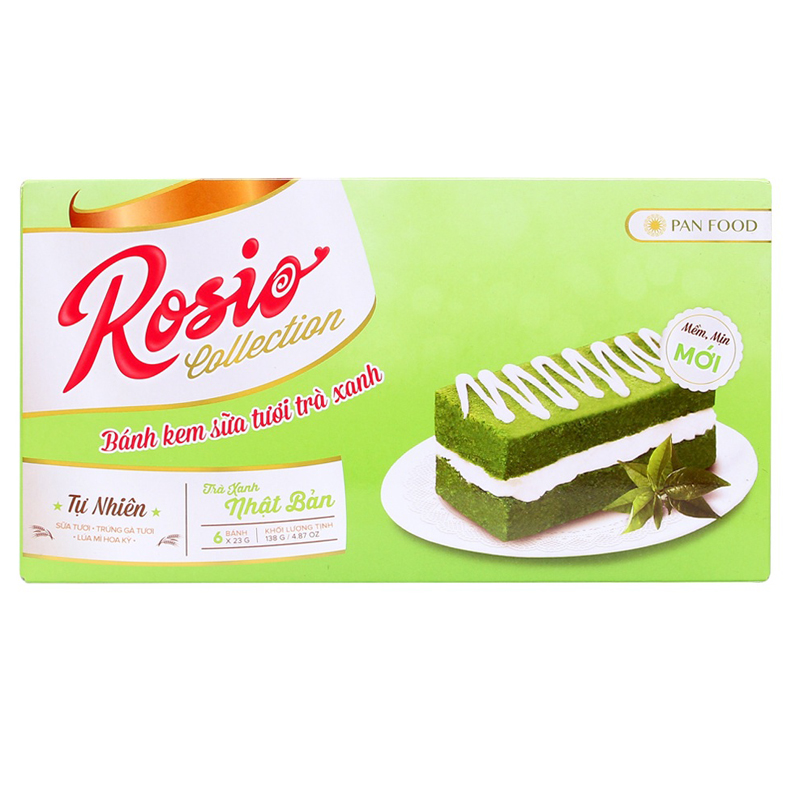 Rosio
Collection
Bánh kem sữa tươi trà xanh
Tự Nhiên
SỮA TƯƠI • TRỨNG GÀ TƯƠI
• LÚA MÌ HOA KỲ •
Trà Xanh
Nhật Bản
6 BÁNH X 23 G
KHỐI LƯỢNG TỊNH
138 G / 4.87 OZ
PAN FOOD
Mềm, Mịn
MỚI